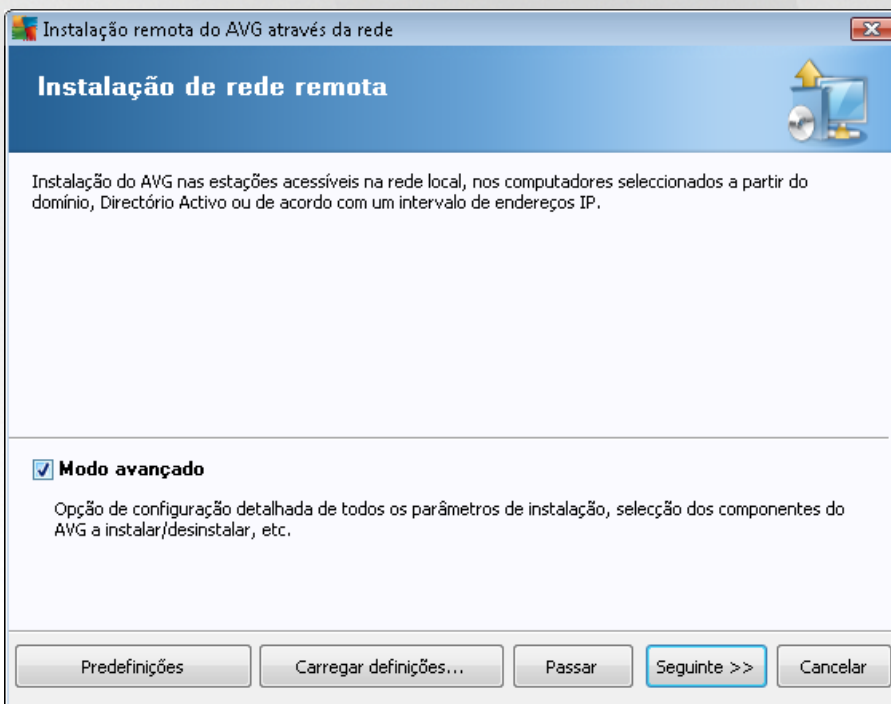 Instalação remota do AVG através da rede
Instalação de rede remota
Instalação do AVG nas estações acessíveis na rede local, nos computadores seleccionados a partir do
domínio, Directório Activo ou de acordo com um intervalo de endereços IP.
Modo avançado
Opção de configuração detalhada de todos os parâmetros de instalação, selecção dos componentes do
AVG a instalar/desinstalar, etc.
Predefinições
Carregar definições...
Passar
Seguinte >>
Cancelar